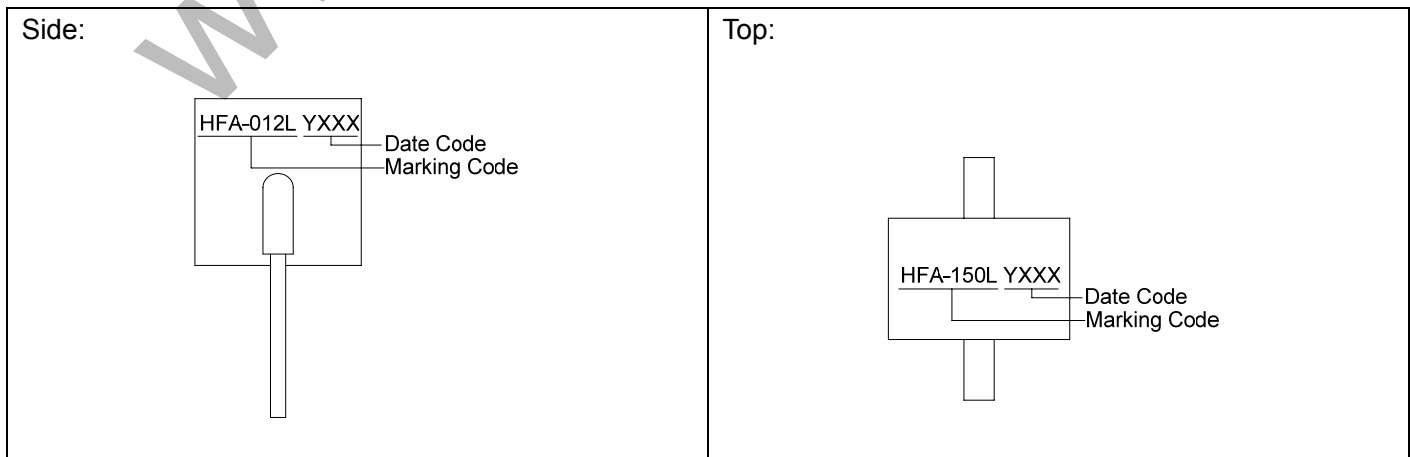 Side:
HFA-012L YXXX
Date Code
Marking Code
Top:
HFA-150L YXXX
Date Code
Marking Code